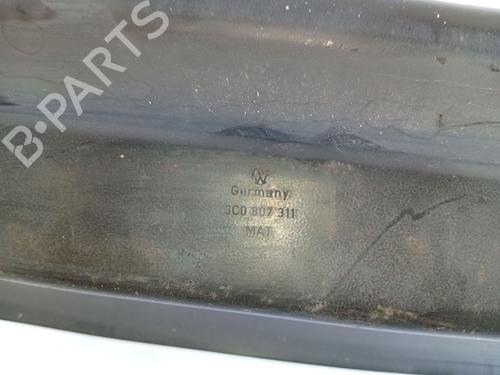 B-PARTS
Germany
3C0 807 311
MAT